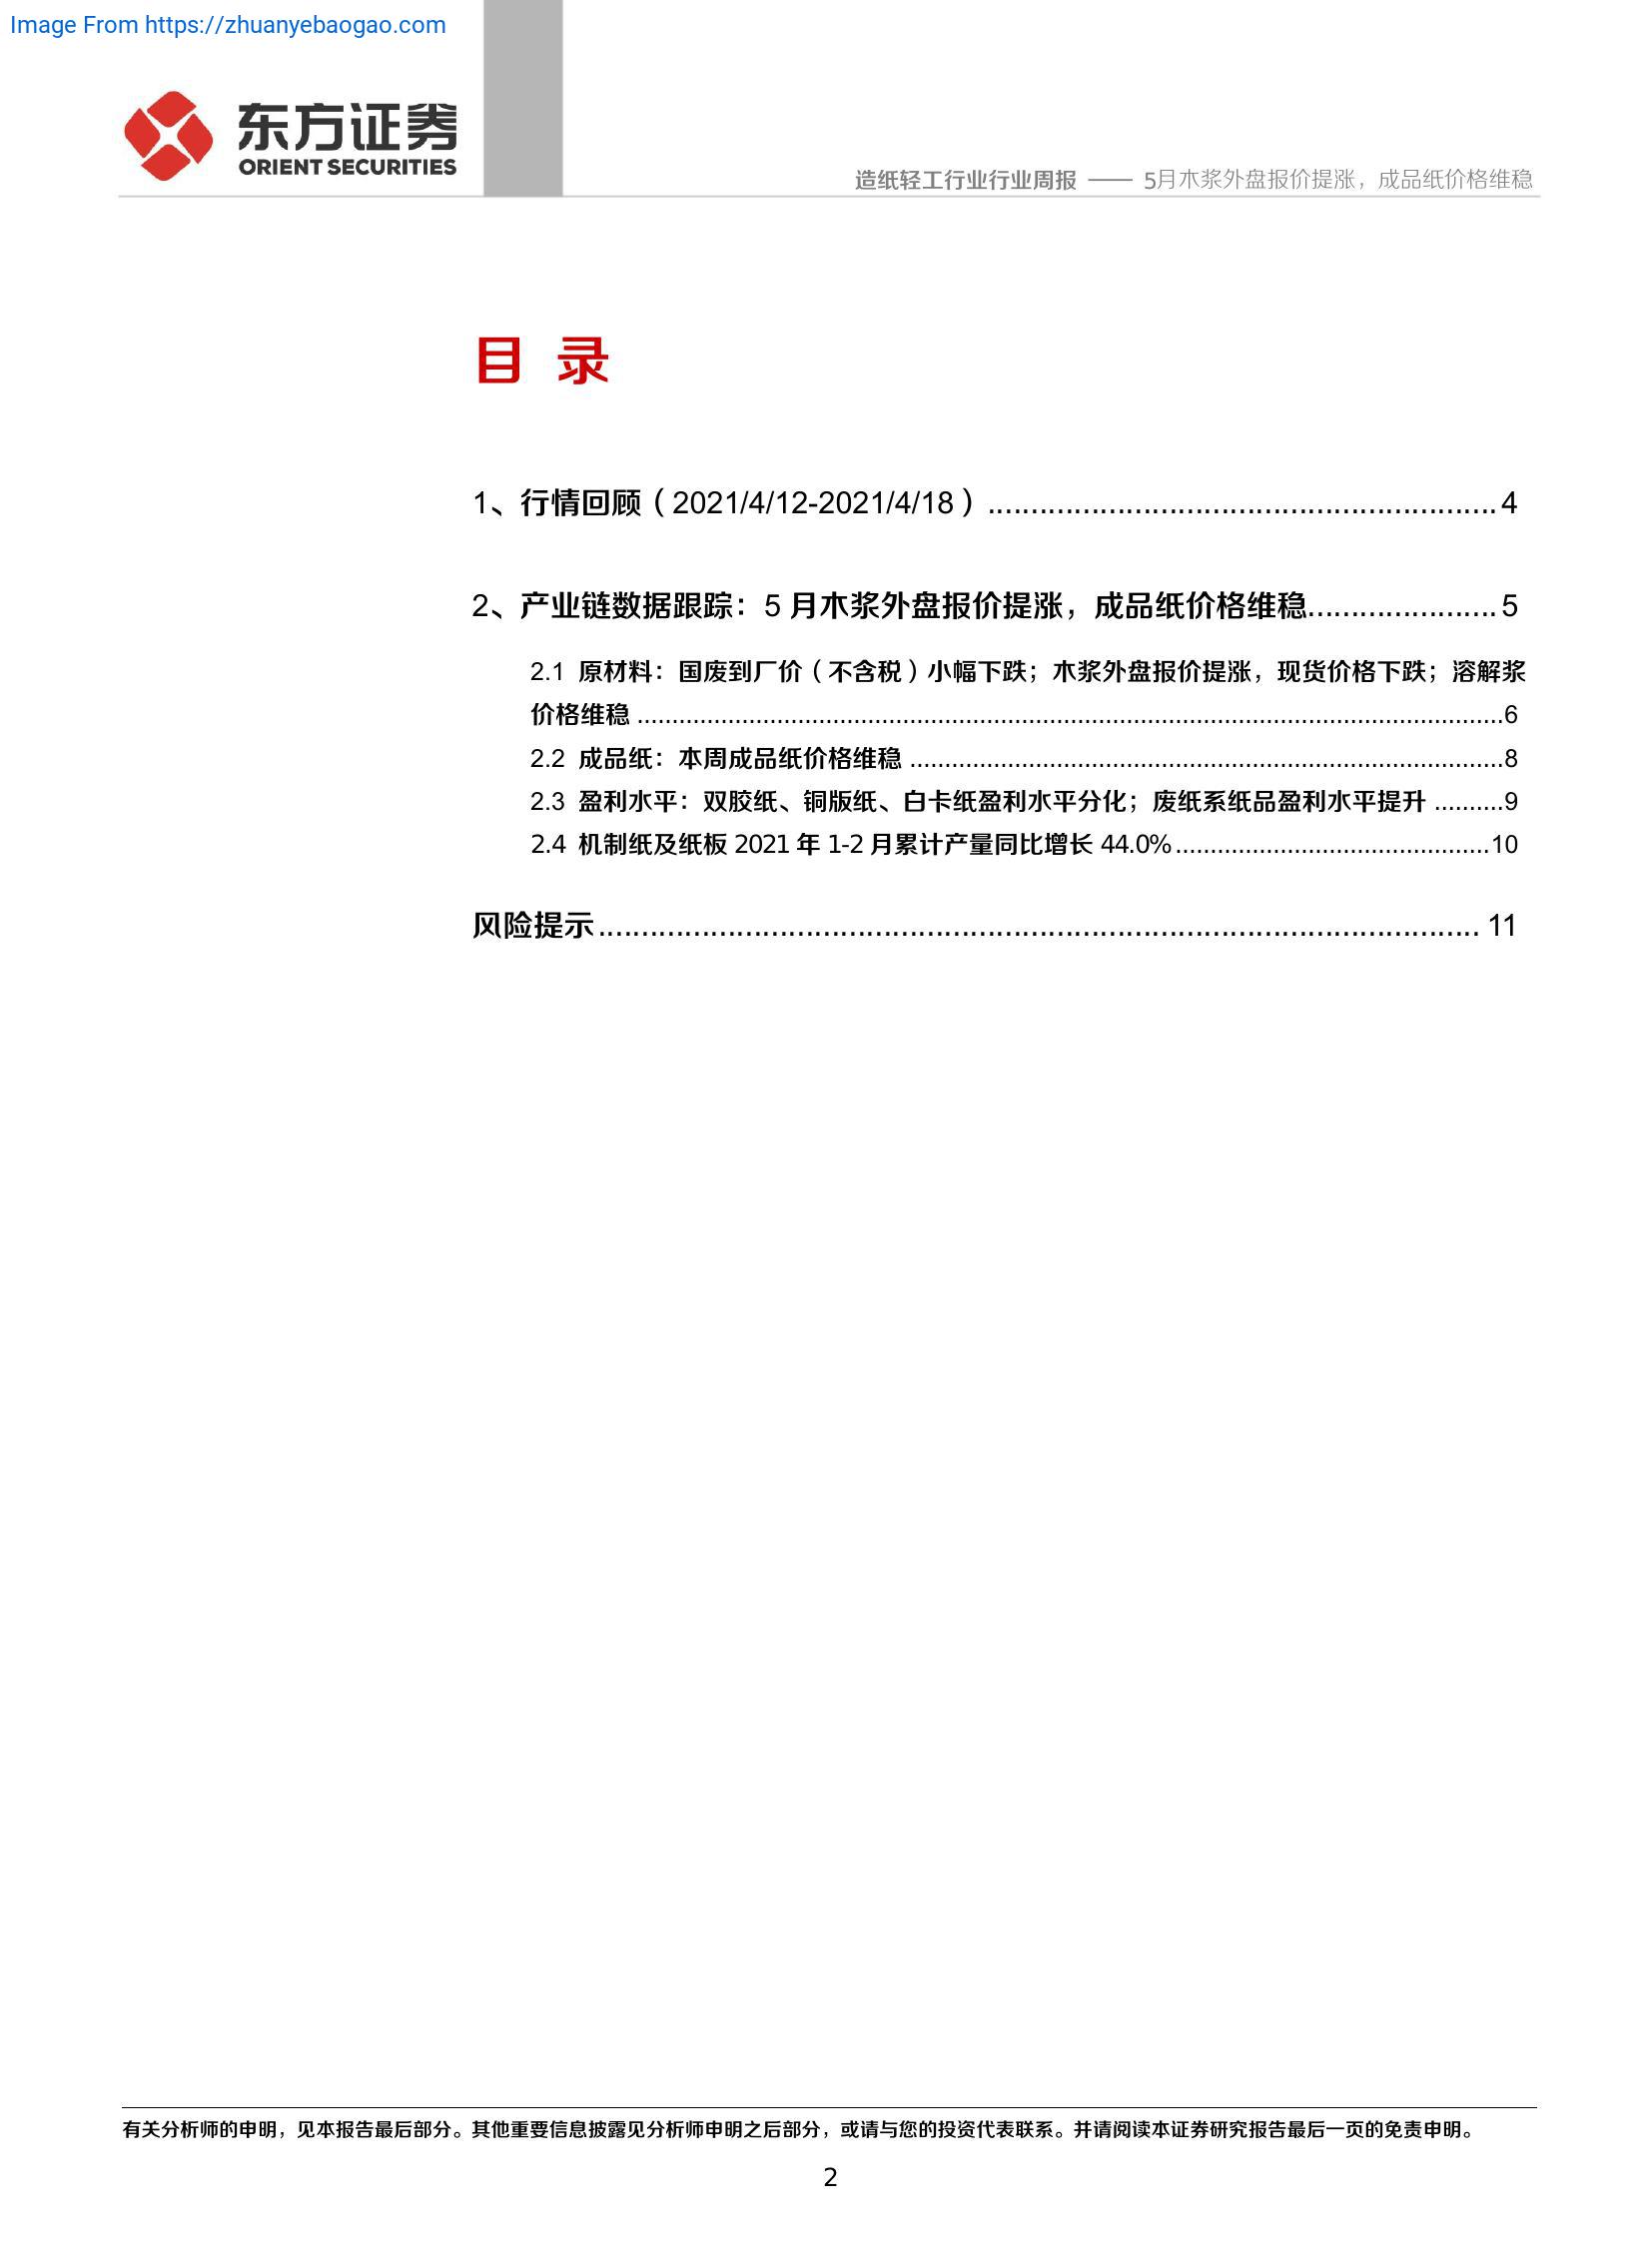 Image From https://zhuanyebaogao.com
东方证券
ORIENT SECURITIES
造纸轻工行业行业周报 —— 5月木浆外盘报价提涨，成品纸价格维稳
目 录
1、行情回顾（2021/4/12-2021/4/18）........................................................... 4
2、产业链数据跟踪：5 月木浆外盘报价提涨，成品纸价格维稳...................... 5
2.1 原材料：国废到厂价（不含税）小幅下跌；木浆外盘报价提涨，现货价格下跌；溶解浆
价格维稳 ............................................................................................................................6
2.2 成品纸：本周成品纸价格维稳 .....................................................................................8
2.3 盈利水平：双胶纸、铜版纸、白卡纸盈利水平分化；废纸系纸品盈利水平提升 ..........9
2.4 机制纸及纸板 2021 年 1-2 月累计产量同比增长 44.0%.............................................10
风险提示...................................................................................................... 11
有关分析师的申明，见本报告最后部分。其他重要信息披露见分析师申明之后部分，或请与您的投资代表联系。并请阅读本证券研究报告最后一页的免责申明。
2